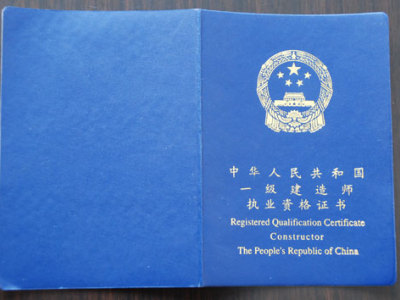 中华人民共和国
一级建造师
执业资格证书
Registered Qualification Certificate
Constructor
The People's Republic of China